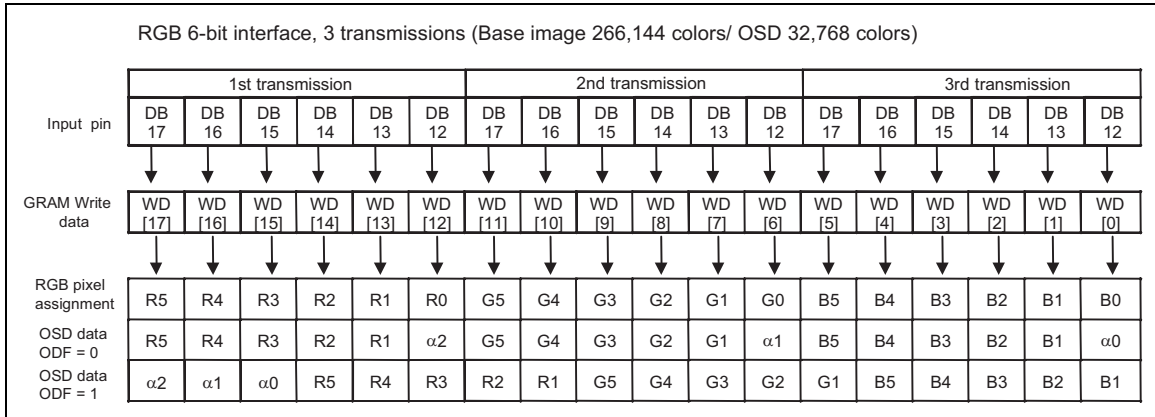 RGB 6-bit interface, 3 transmissions (Base image 266,144 colors/ OSD 32,768 colors)
1st transmission 2nd transmission 3rd transmission
Input pin DB 17 DB 16 DB 15 DB 14 DB 13 DB 12 DB 17 DB 16 DB 15 DB 14 DB 13 DB 12 DB 17 DB 16 DB 15 DB 14 DB 13 DB 12
GRAM Write data WD [17] WD [16] WD [15] WD [14] WD [13] WD [12] WD [11] WD [10] WD [9] WD [8] WD [7] WD [6] WD [5] WD [4] WD [3] WD [2] WD [1] WD [0]
RGB pixel assignment R5 R4 R3 R2 R1 R0 G5 G4 G3 G2 G1 G0 B5 B4 B3 B2 B1 B0
OSD data ODF = 0 R5 R4 R3 R2 R1 α2 G5 G4 G3 G2 G1 α1 B5 B4 B3 B2 B1 α0
OSD data ODF = 1 α2 α1 α0 R5 R4 R3 R2 R1 G5 G4 G3 G2 G1 B5 B4 B3 B2 B1